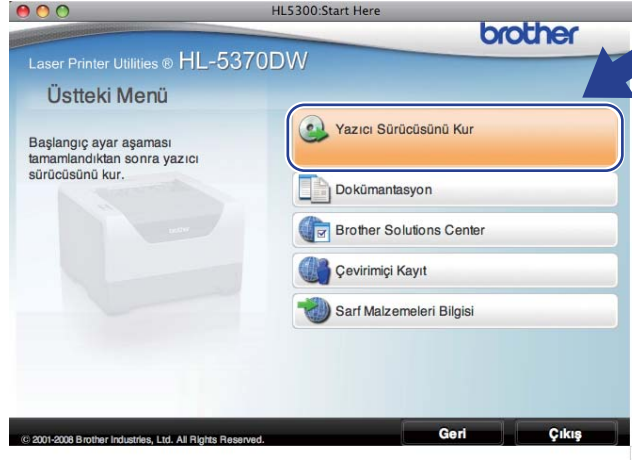 HL5300:Start Here
brother
Laser Printer Utilities ® HL-5370DW
Üstteki Menü
Başlangıç ayar aşaması
tamamlandıktan sonra yazıcı
sürücüsünü kur.
Yazıcı Sürücüsünü Kur
Dokümantasyon
Brother Solutions Center
Çevirimiçi Kayıt
Sarf Malzemeleri Bilgisi
© 2001-2008 Brother Industries, Ltd. All Rights Reserved.
Geri
Çıkış